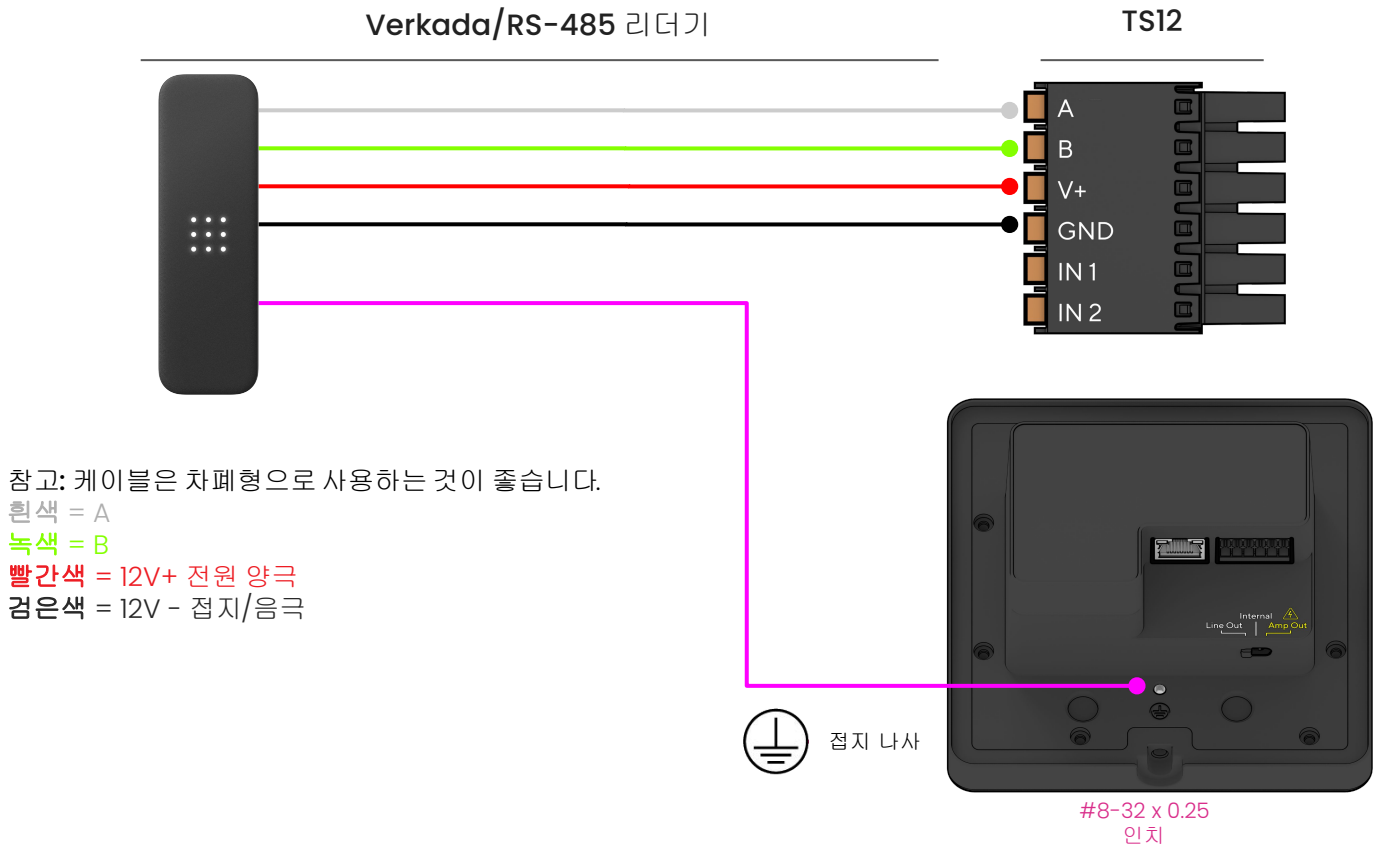 Verkada/RS-485 리더기
TS12
A
B
V+
GND
IN 1
IN 2
참고: 케이블은 차폐형으로 사용하는 것이 좋습니다.
흰색 = A
녹색 = B
빨간색 = 12V+ 전원 양극
검은색 = 12V - 접지/음극
Internal
Line Out
Amp Out
접지 나사
#8-32 x 0.25
인치